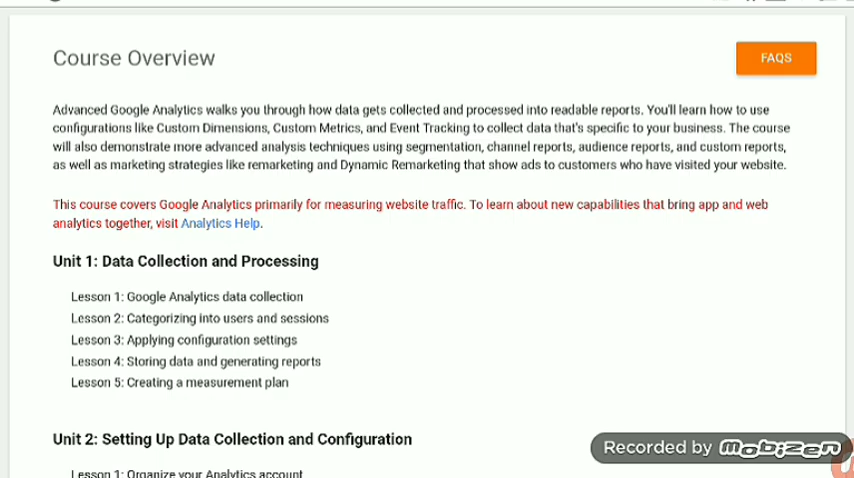 Course Overview
FAQS
Advanced Google Analytics walks you through how data gets collected and processed into readable reports. You'll learn how to use
configurations like Custom Dimensions, Custom Metrics, and Event Tracking to collect data that's specific to your business. The course
will also demonstrate more advanced analysis techniques using segmentation, channel reports, audience reports, and custom reports,
as well as marketing strategies like remarketing and Dynamic Remarketing that show ads to customers who have visited your website.
This course covers Google Analytics primarily for measuring website traffic. To learn about new capabilities that bring app and web
analytics together, visit Analytics Help.
Unit 1: Data Collection and Processing
Lesson 1: Google Analytics data collection
Lesson 2: Categorizing into users and sessions
Lesson 3: Applying configuration settings
Lesson 4: Storing data and generating reports
Lesson 5: Creating a measurement plan
Unit 2: Setting Up Data Collection and Configuration
Recorded by Mobizen
Lesson 1: Organize your Analytics account